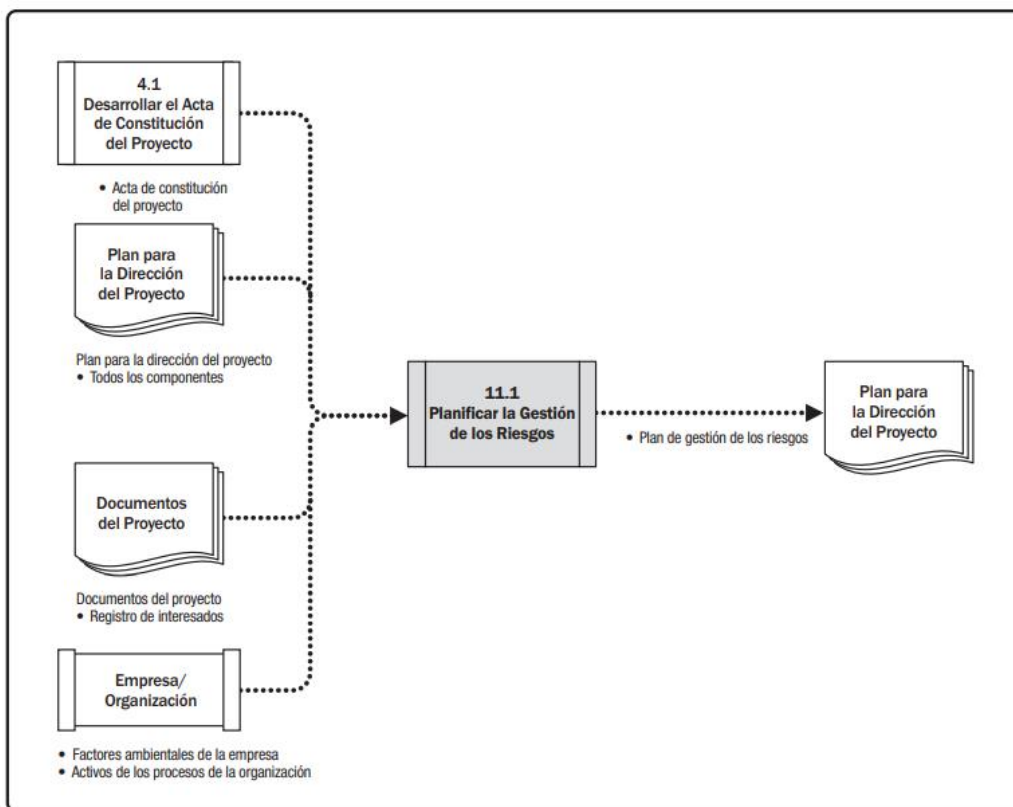 4.1
Desarrollar el Acta
de Constitución
del Proyecto
• Acta de constitución
del proyecto
Plan para
la Dirección
del Proyecto
Plan para la dirección del proyecto
• Todos los componentes
Documentos
del Proyecto
Documentos del proyecto
• Registro de interesados
Empresa/
Organización
• Factores ambientales de la empresa
• Activos de los procesos de la organización
11.1
Planificar la Gestión
de los Riesgos
• Plan de gestión de los riesgos
Plan para
la Dirección
del Proyecto